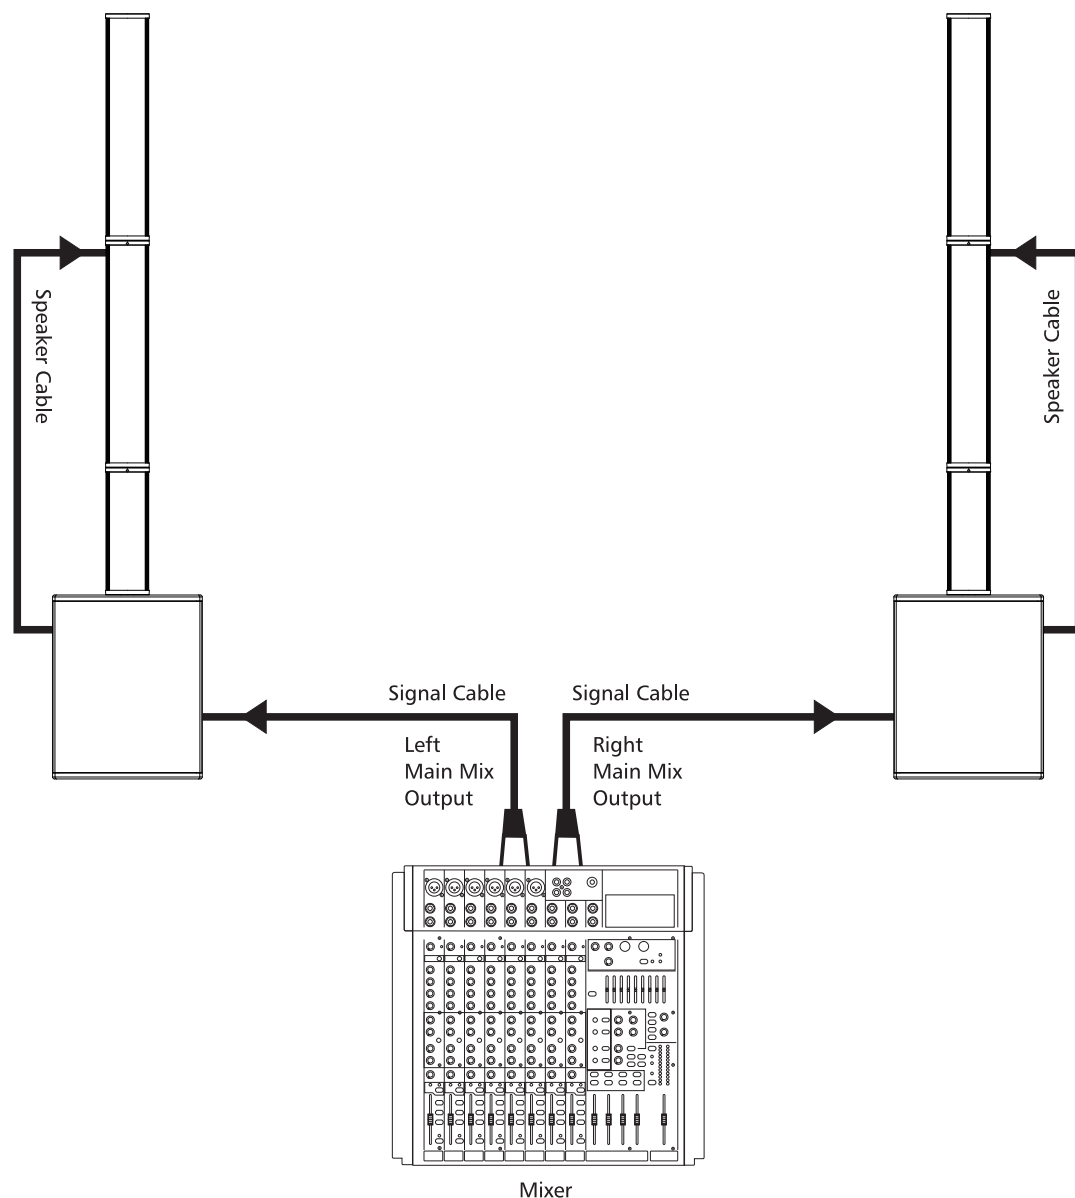 Speaker Cable
Speaker Cable
Signal Cable
Signal Cable
Left
Main Mix
Output
Right
Main Mix
Output
Mixer